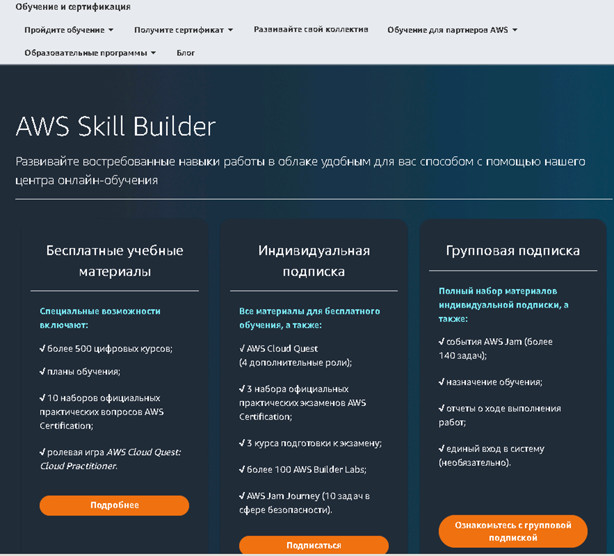 Обучение и сертификация
Пройдите обучение
Получите сертификат
Развивайте свой коллектив
Обучение для партнеров AWS
Образовательные программы
Блог
AWS Skill Builder
Развивайте востребованные навыки работы в облаке удобным для вас способом с помощью нашего
центра онлайн-обучения
Бесплатные учебные
материалы
Специальные возможности
включают:
✓ более 500 цифровых курсов;
✓ планы обучения;
✓ 10 наборов официальных
практических вопросов AWS
Certification;
✓ ролевая игра AWS Cloud Quest:
Cloud Practitioner.
Подробнее
Индивидуальная
подписка
Все материалы для бесплатного
обучения, а также:
✓ AWS Cloud Quest
(4 дополнительные роли);
✓ 3 набора официальных
практических экзаменов AWS
Certification;
✓ 3 курса подготовки к экзамену;
✓ более 100 AWS Builder Labs;
✓ AWS Jam Journey (10 задач в
сфере безопасности).
Подписаться
Групповая подписка
Полный набор материалов
индивидуальной подписки, а
также:
✓ события AWS Jam (более
140 задач);
✓ назначение обучения;
✓ отчеты о ходе выполнения
работ;
✓ единый вход в систему
(необязательно).
Ознакомьтесь с групповой
подпиской